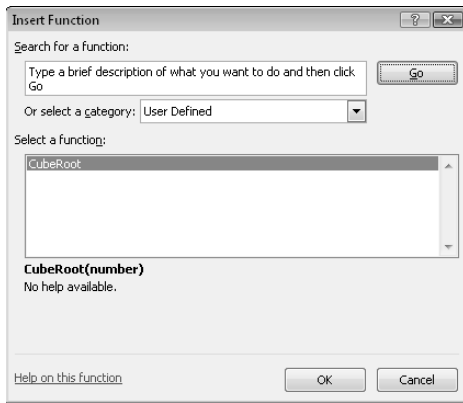 Insert Function
Search for a function:
Type a brief description of what you want to do and then click
Go
Go
Or select a category: User Defined
Select a function:
CubeRoot
CubeRoot(number)
No help available.
Help on this function
OK Cancel